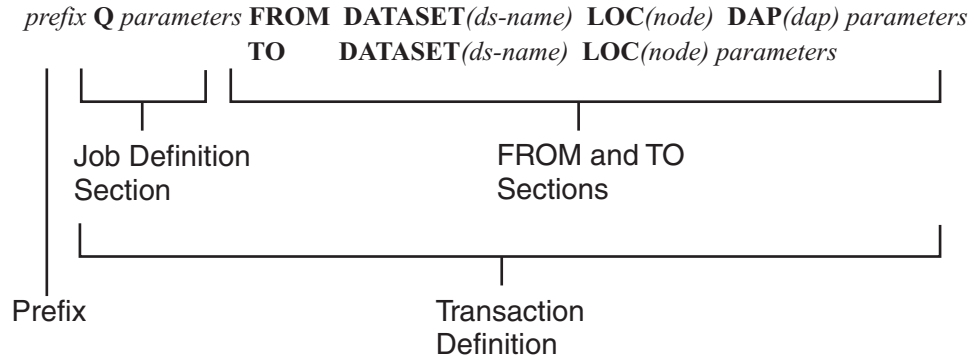 prefix Q parameters FROM DATASET(ds-name) LOC(node) DAP(dap) parameters
TO DATASET(ds-name) LOC(node) parameters
Job Definition
Section
FROM and TO
Sections
Prefix
Transaction
Definition